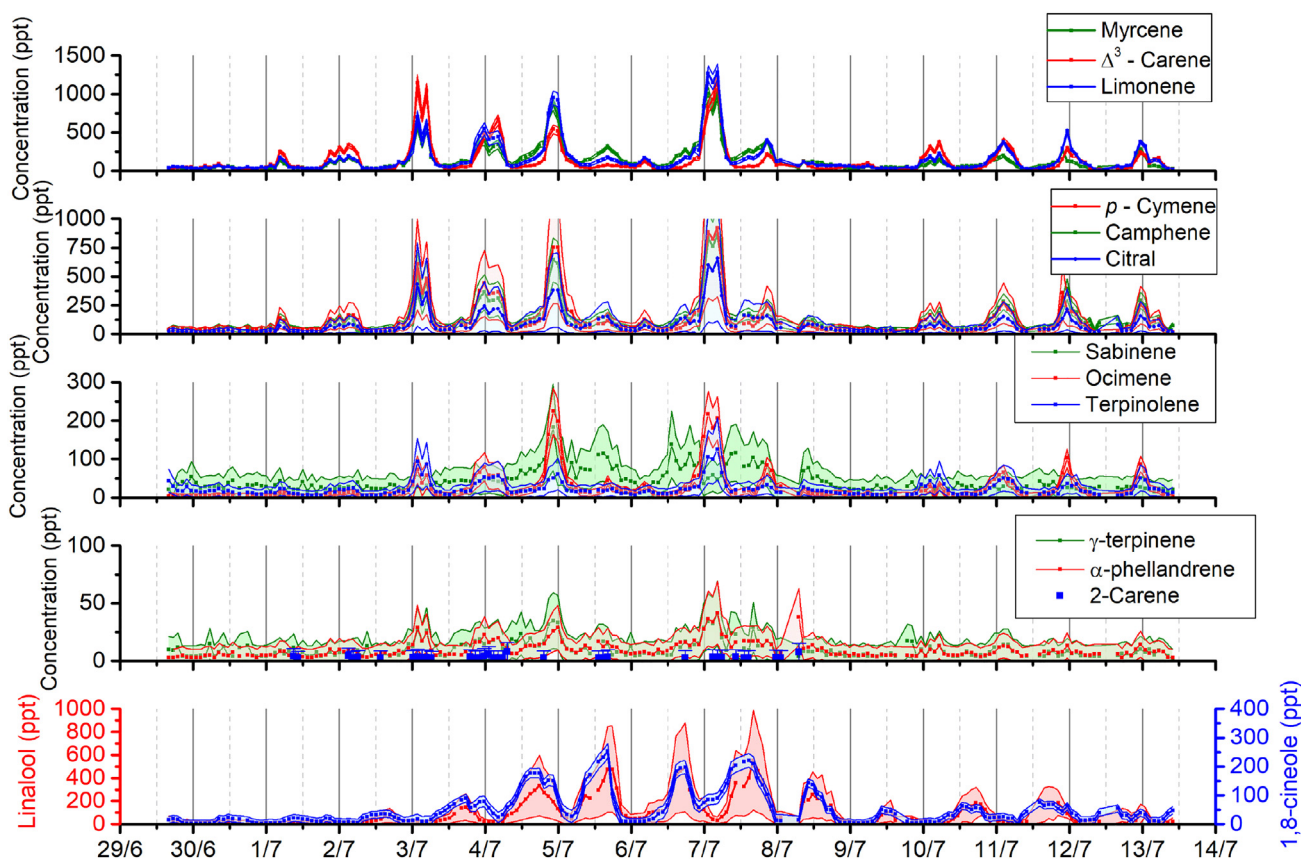 Myrcene
Δ³ - Carene
Limonene
Concentration (ppt)
1500
1000
500
0
p - Cymene
Camphene
Citral
Concentration (ppt)
1000
750
500
250
0
Sabinene
Ocimene
Terpinolene
Concentration (ppt)
300
200
100
0
γ-terpinene
α-phellandrene
2-Carene
Concentration (ppt)
100
50
0
Linalool (ppt)
1000
800
600
400
200
0
1,8-cineole (ppt)
400
300
200
100
0
29/6 30/6 1/7 2/7 3/7 4/7 5/7 6/7 7/7 8/7 9/7 10/7 11/7 12/7 13/7 14/7